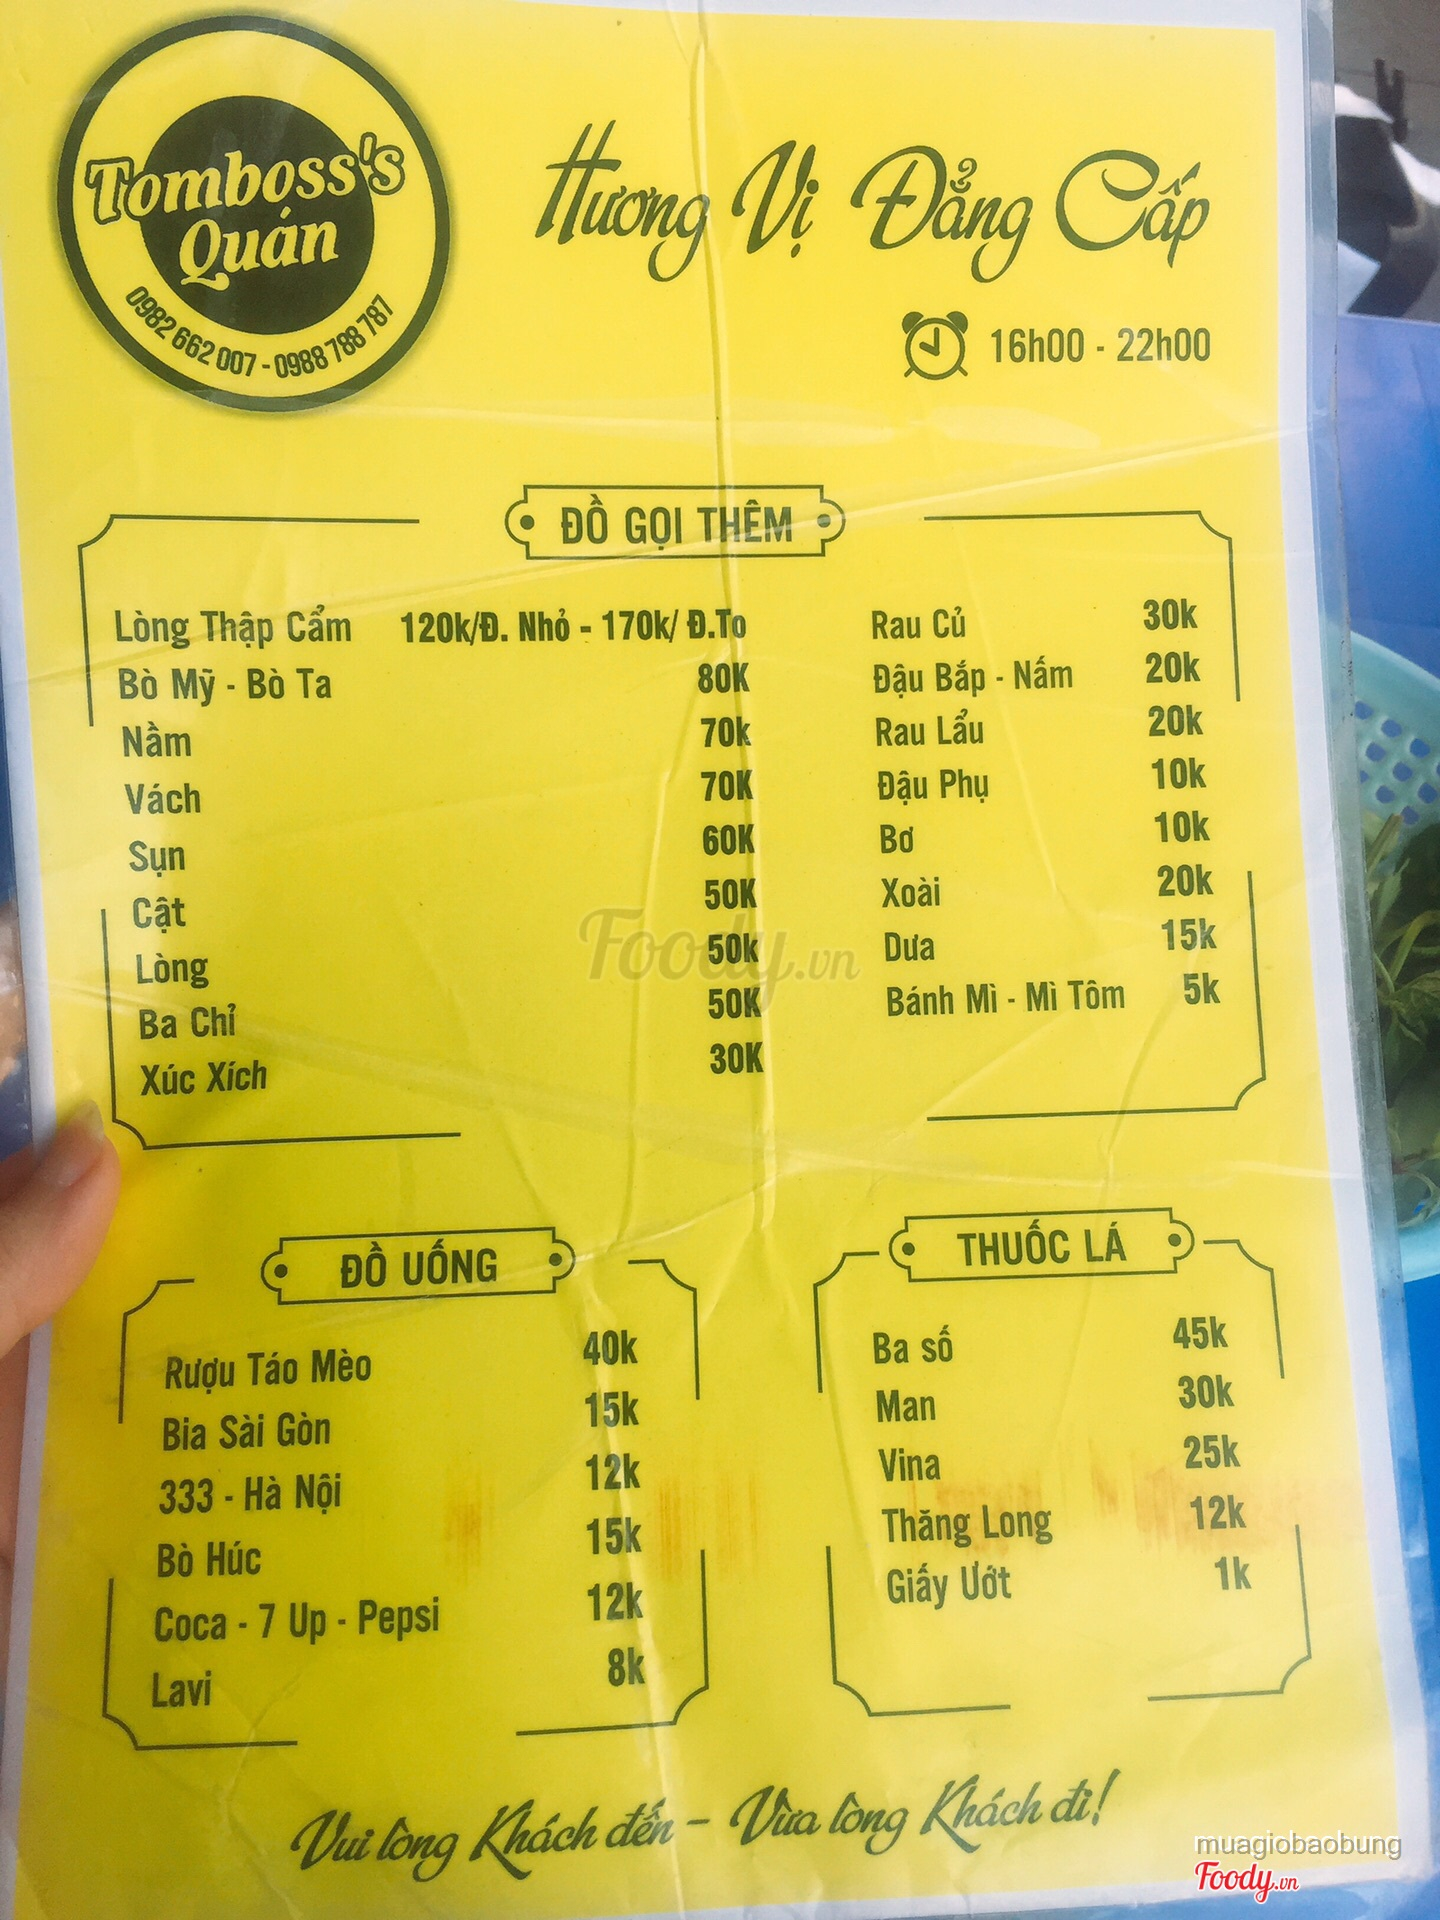 Tomboss's
Quán
0982 662 007 - 0988 788 787
Hương Vị Đẳng Cấp
16h00 - 22h00
ĐỒ GỌI THÊM
Lòng Thập Cẩm 120k/Đ. Nhỏ - 170k/ Đ.To
Bò Mỹ - Bò Ta 80K
Nầm 70k
Vách 70K
Sụn 60K
Cật 50K
Lòng 50k
Ba Chỉ 50K
Xúc Xích 30K
Rau Củ 30k
Đậu Bắp - Nấm 20k
Rau Lẩu 20k
Đậu Phụ 10k
Bơ 10k
Xoài 20k
Dưa 15k
Bánh Mì - Mì Tôm 5k
Foody.vn
ĐỒ UỐNG
Rượu Táo Mèo 40k
Bia Sài Gòn 15k
333 - Hà Nội 12k
Bò Húc 15k
Coca - 7 Up - Pepsi 12k
Lavi 8k
THUỐC LÁ
Ba số 45k
Man 30k
Vina 25k
Thăng Long 12k
Giấy Ướt 1k
Vui lòng Khách đến - Vừa lòng Khách đi!
muagiobaobung
Foody.vn